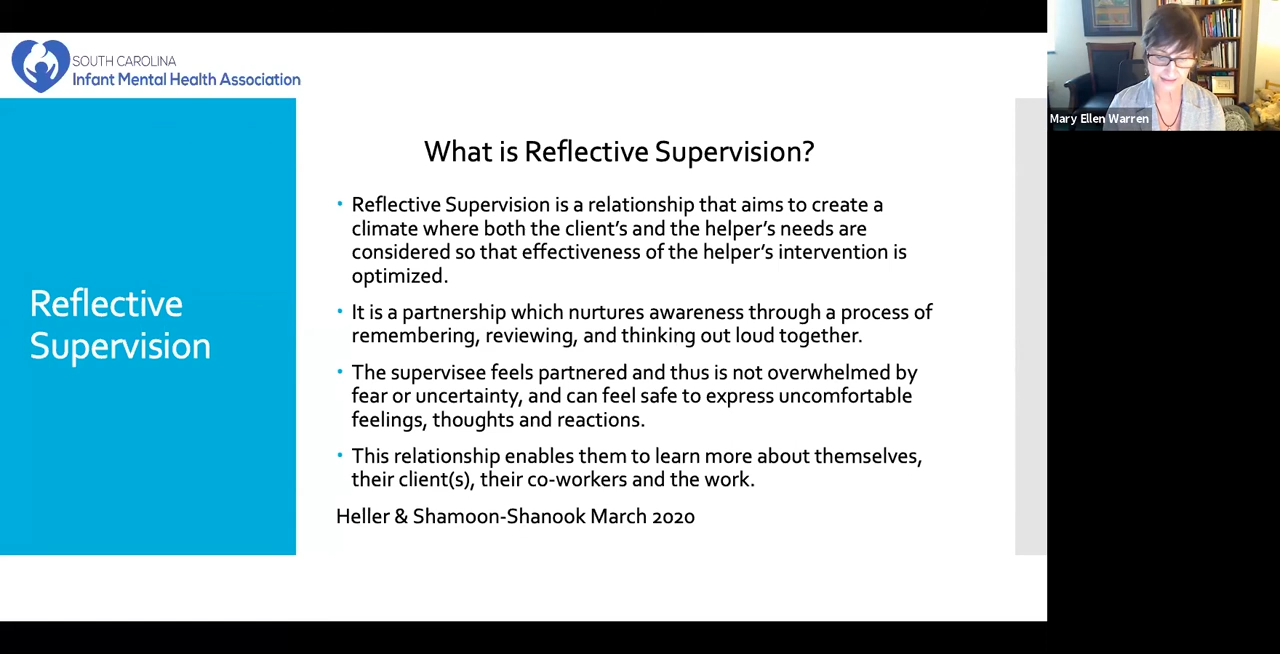 SOUTH CAROLINA
Infant Mental Health Association
Mary Ellen Warren
What is Reflective Supervision?
Reflective
Supervision
• Reflective Supervision is a relationship that aims to create a
climate where both the client's and the helper's needs are
considered so that effectiveness of the helper's intervention is
optimized.
• It is a partnership which nurtures awareness through a process of
remembering, reviewing, and thinking out loud together.
• The supervisee feels partnered and thus is not overwhelmed by
fear or uncertainty, and can feel safe to express uncomfortable
feelings, thoughts and reactions.
• This relationship enables them to learn more about themselves,
their client(s), their co-workers and the work.
Heller & Shamoon-Shanook March 2020